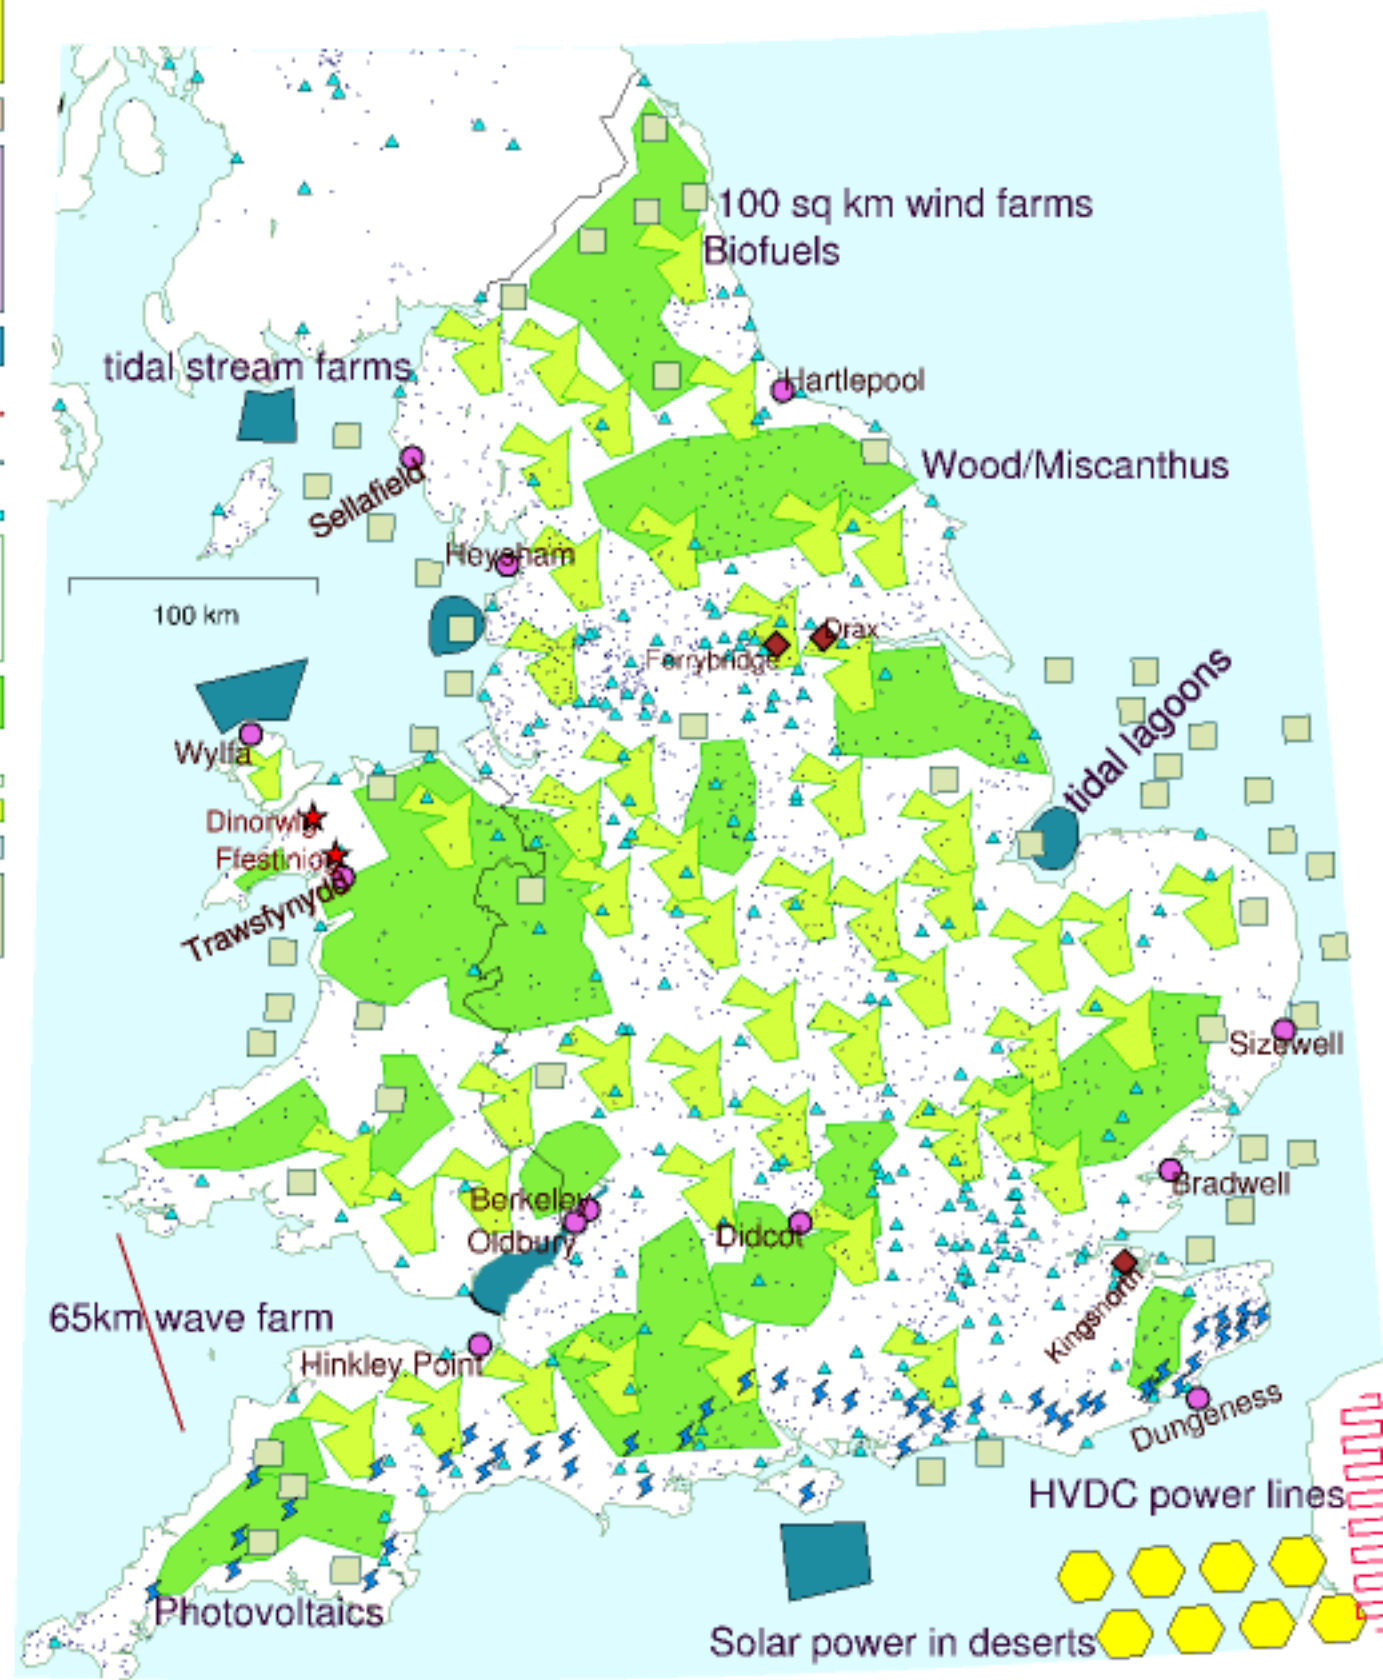 100 sq km wind farms
Biofuels
tidal stream farms
Hartlepool
Wood/Miscanthus
Sellafield
Heysham
100 km
Drax
Ferrybridge
tidal lagoons
Wylfa
Dinorwig
Ffestiniog
Trawsfynydd
Sizewell
Bradwell
Berkeley
Oldbury
Didcot
Kingsnorth
65km wave farm
Hinkley Point
Dungeness
HVDC power lines
Photovoltaics
Solar power in deserts